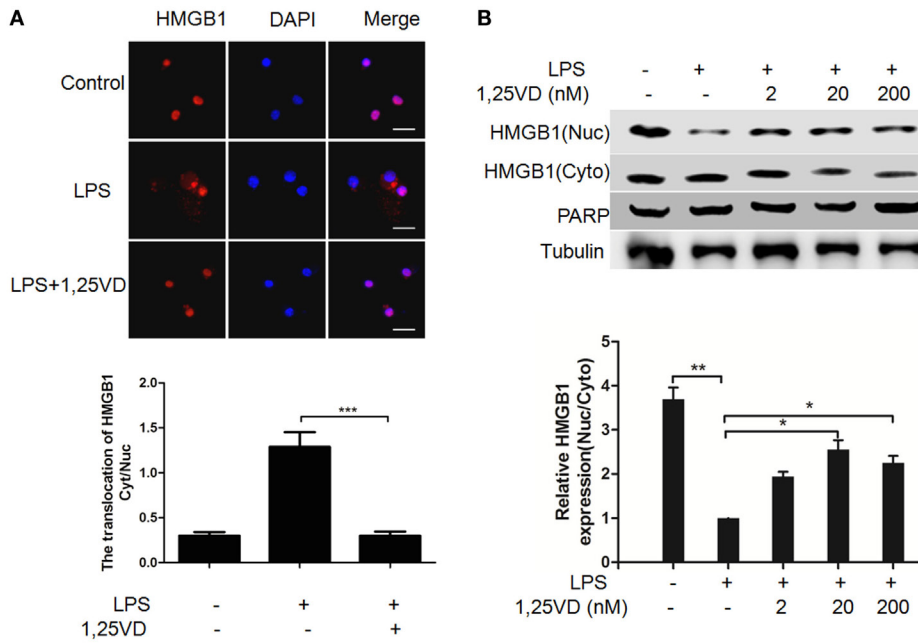 A
HMGB1 DAPI Merge
Control
LPS
LPS+1,25VD
2.0
1.5
1.0
0.5
0.0
The translocation of HMGB1
Cyt/Nuc
***
LPS - + +
1,25VD - - +
B
LPS - + + + +
1,25VD (nM) - - 2 20 200
HMGB1(Nuc)
HMGB1(Cyto)
PARP
Tubulin
5
4
3
2
1
0
Relative HMGB1
expression(Nuc/Cyto)
**
*
*
LPS - + + + +
1,25VD (nM) - - 2 20 200